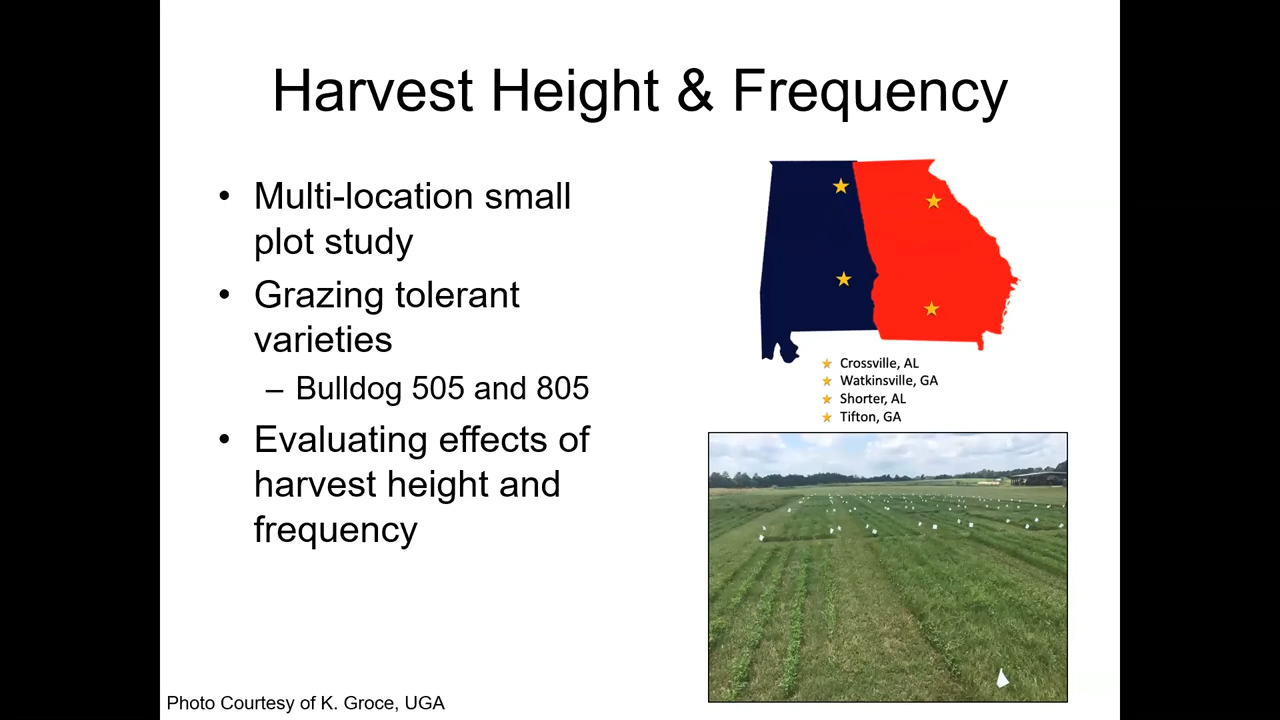 Harvest Height & Frequency
• Multi-location small
plot study
• Grazing tolerant
varieties
– Bulldog 505 and 805
• Evaluating effects of
harvest height and
frequency
Crossville, AL
Watkinsville, GA
Shorter, AL
Tifton, GA
Photo Courtesy of K. Groce, UGA